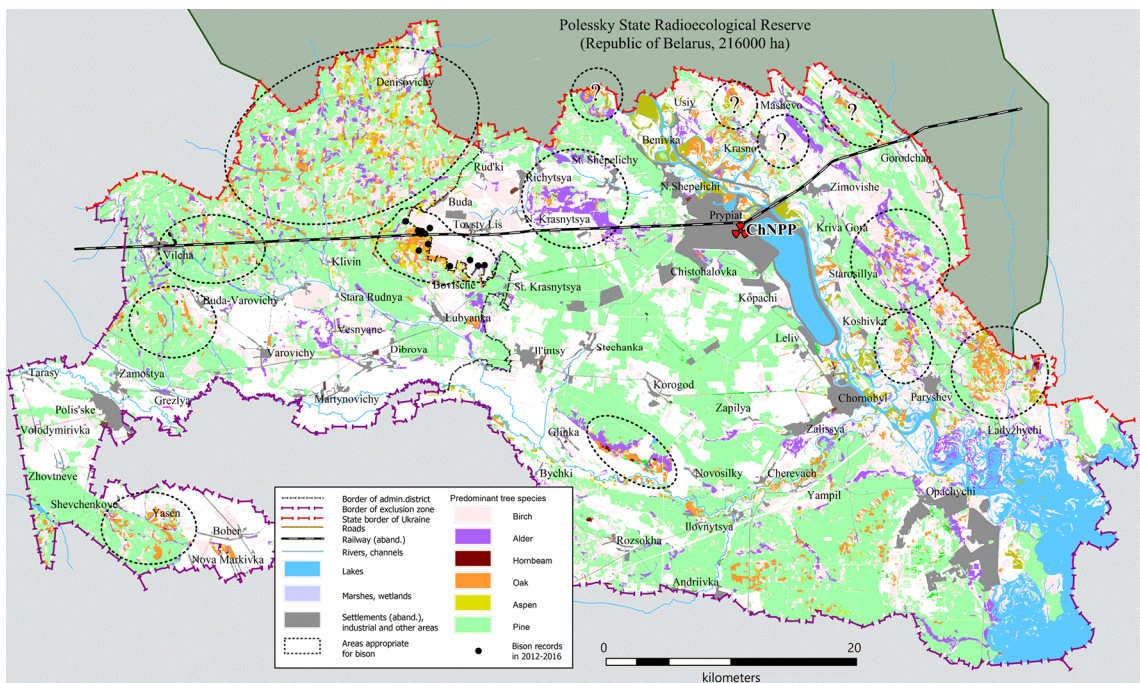 Polessky State Radioecological Reserve
(Republic of Belarus, 216000 ha)
Denisovichy
?
Usiv
?
Mashevo
?
Benivka
Krasno
?
Gorodchan
Rud'ki
St. Shepelichy
Richytsya
N.Shepelichi
Zimovishe
Buda
Prypiat
N. Krasnytsya
Tovsty Lis
ChNPP
Kriva Gora
Vilcha
Klivin
Chistohalovka
Starosillya
Bovische
St. Krasnytsya
Buda-Varovichy
Stara Rudnya
Kopachi
Vesnyane
Lubyanka
Koshivka
Leliv
Varovichy
Dibrova
Il'intsy
Stechanka
Tarasy
Zamostya
Korogod
Grezlya
Martynovichy
Chornobyl
Paryshev
Polis'ske
Zapilya
Volodymirivka
Glinka
Zalissya
Ladyzhychi
Zhovtneve
Bychki
Novosilky
Cherevach
Shevchenkove
Yampil
Opachychi
Yasen
Bober
Ilovnytsya
Nova Markivka
Rozsokha
Andriivka
Border of admin.district
Border of exclusion zone
State border of Ukraine
Roads
Railway (aband.)
Rivers, channels
Lakes
Marshes, wetlands
Settlements (aband.),
industrial and other areas
Areas appropriate
for bison
Predominant tree species
Birch
Alder
Hornbeam
Oak
Aspen
Pine
Bison records
in 2012-2016
0
20
kilometers